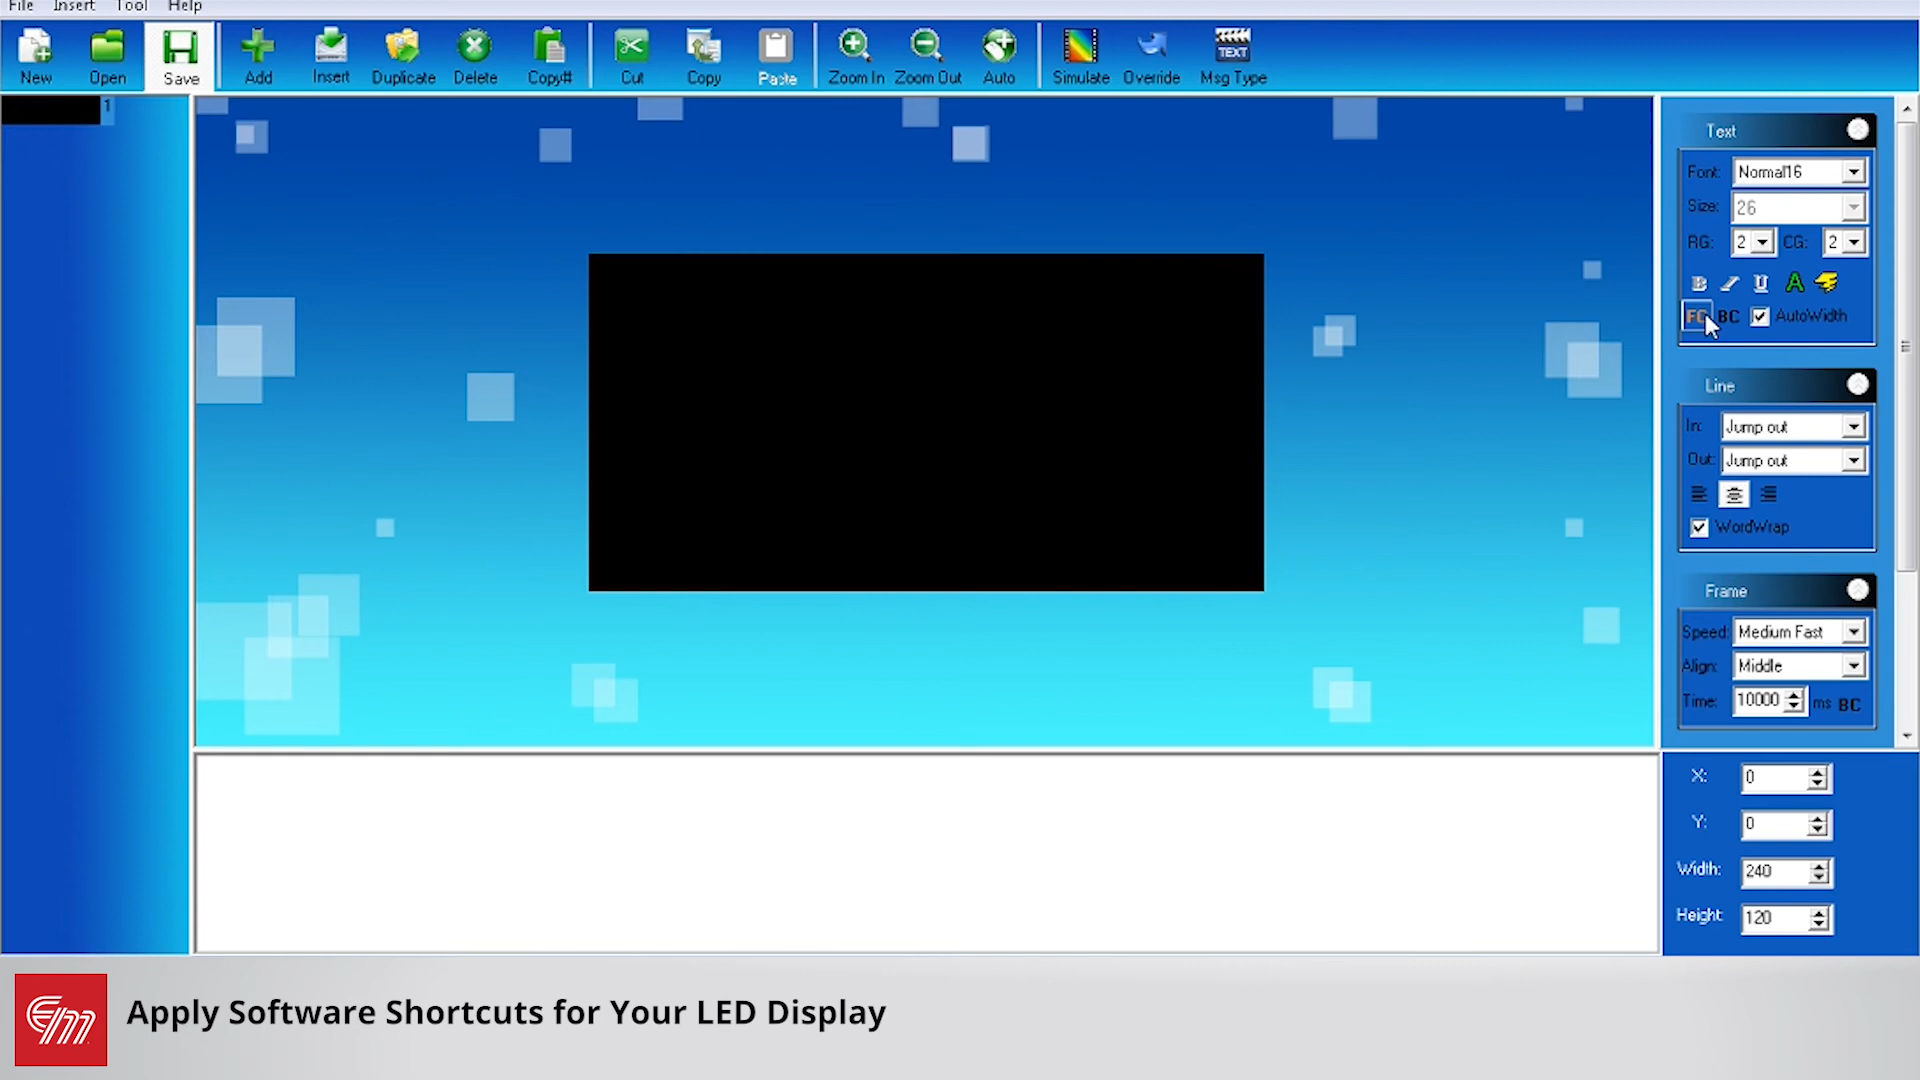 File Insert Tool Help
New Open Save Add Insert Duplicate Delete Copy# Cut Copy Paste Zoom In Zoom Out Auto Simulate Override TEXT Msg Type
1
Text
Font: Normal16
Size: 26
RG: 2 CG: 2
B I U A
FC BC AutoWidth
Line
In: Jump out
Out: Jump out
WordWrap
Frame
Speed: Medium Fast
Align: Middle
Time: 10000 ms BC
X: 0
Y: 0
Width: 240
Height: 120
EM Apply Software Shortcuts for Your LED Display